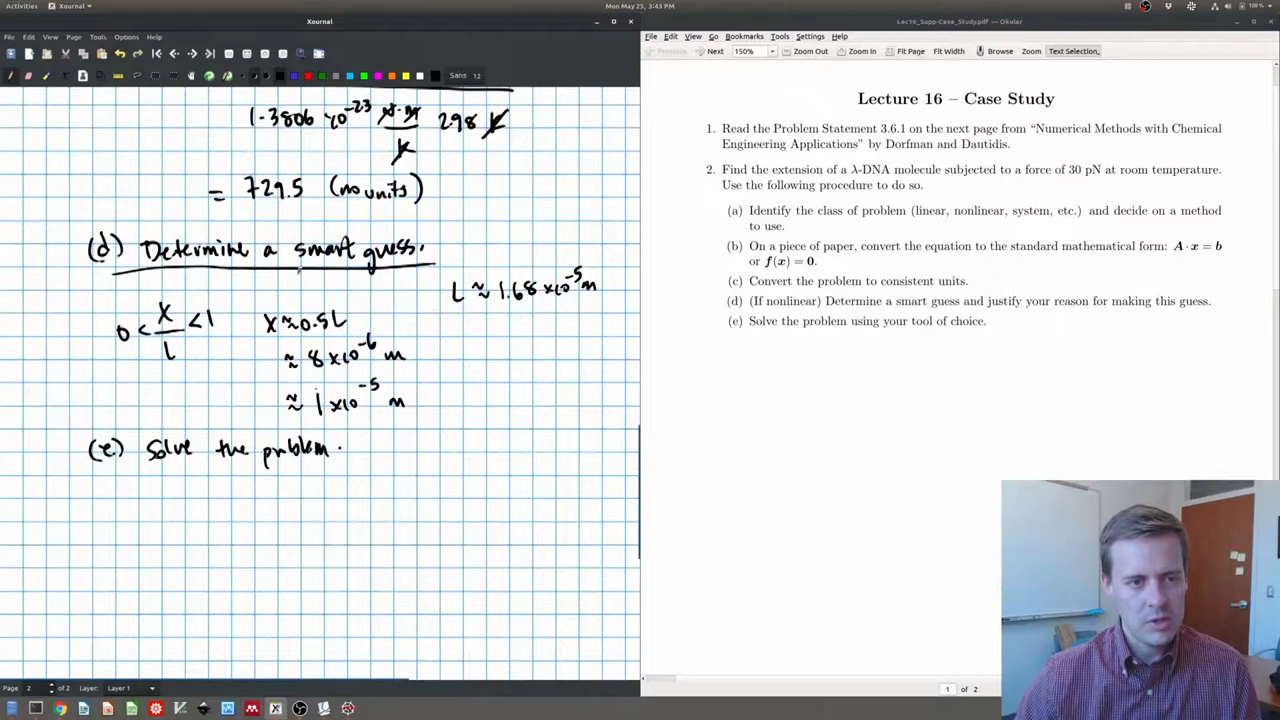 Activities Xournal May 25, 3:43 PM 100%
Xournal
File Edit View Page Tools Options Help
Sans 12
1.3806 x10^-23 N·m/K 298 K
= 729.5 (no units)
(d) Determine a smart guess.
L ≈ 1.68 x10^-5 m
0 < X/L < 1 X ≈ 0.5L
≈ 8 x10^-6 m
≈ 1 x10^-5 m
(e) Solve the problem.
Page 2 of 2 Layer: Layer 1
Lec16_Supp-Case_Study.pdf – Okular
File Edit View Go Bookmarks Tools Settings Help
Previous Next 150% Zoom Out Zoom In Fit Page Fit Width Browse Zoom Text Selection
Lecture 16 – Case Study
1. Read the Problem Statement 3.6.1 on the next page from “Numerical Methods with Chemical
Engineering Applications” by Dorfman and Dautidis.
2. Find the extension of a λ-DNA molecule subjected to a force of 30 pN at room temperature.
Use the following procedure to do so.
(a) Identify the class of problem (linear, nonlinear, system, etc.) and decide on a method
to use.
(b) On a piece of paper, convert the equation to the standard mathematical form: A · x = b
or f(x) = 0.
(c) Convert the problem to consistent units.
(d) (If nonlinear) Determine a smart guess and justify your reason for making this guess.
(e) Solve the problem using your tool of choice.
1 of 2